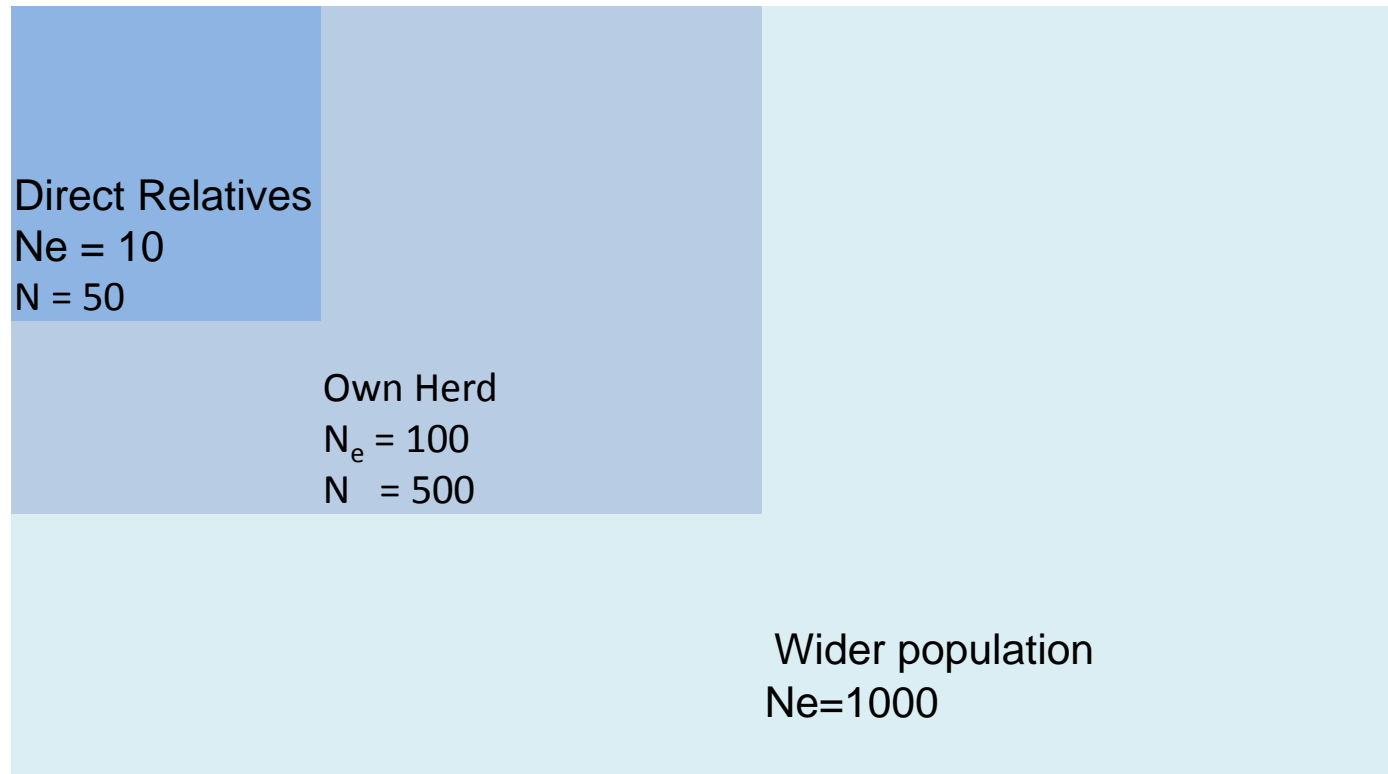 Direct Relatives
Ne = 10
N = 50
Own Herd
Nₑ = 100
N = 500
Wider population
Ne=1000